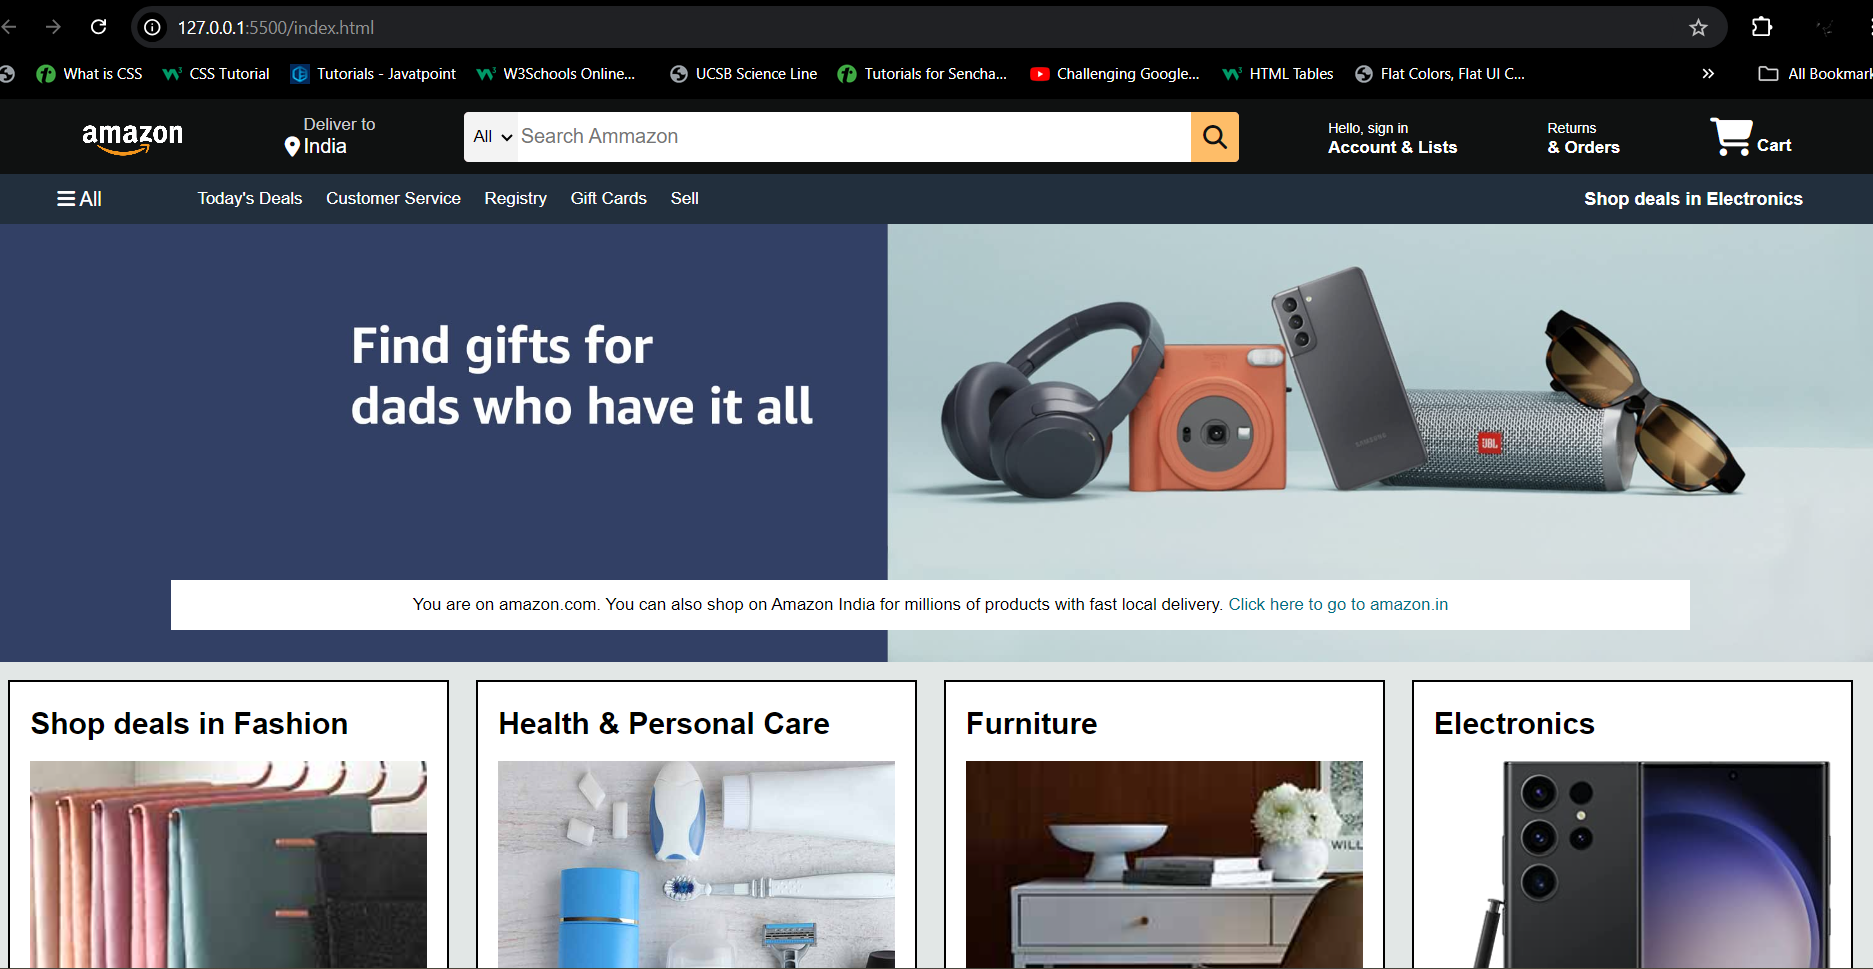 127.0.0.1:5500/index.html
What is CSS
CSS Tutorial
Tutorials - Javatpoint
W3Schools Online...
UCSB Science Line
Tutorials for Sencha...
Challenging Google...
HTML Tables
Flat Colors, Flat UI C...
All Bookmark
amazon
Deliver to
India
All
Search Ammazon
Hello, sign in
Account & Lists
Returns
& Orders
Cart
All
Today's Deals
Customer Service
Registry
Gift Cards
Sell
Shop deals in Electronics
Find gifts for
dads who have it all
SAMSUNG
JBL
You are on amazon.com. You can also shop on Amazon India for millions of products with fast local delivery. Click here to go to amazon.in
Shop deals in Fashion
Health & Personal Care
Furniture
Electronics
WILL